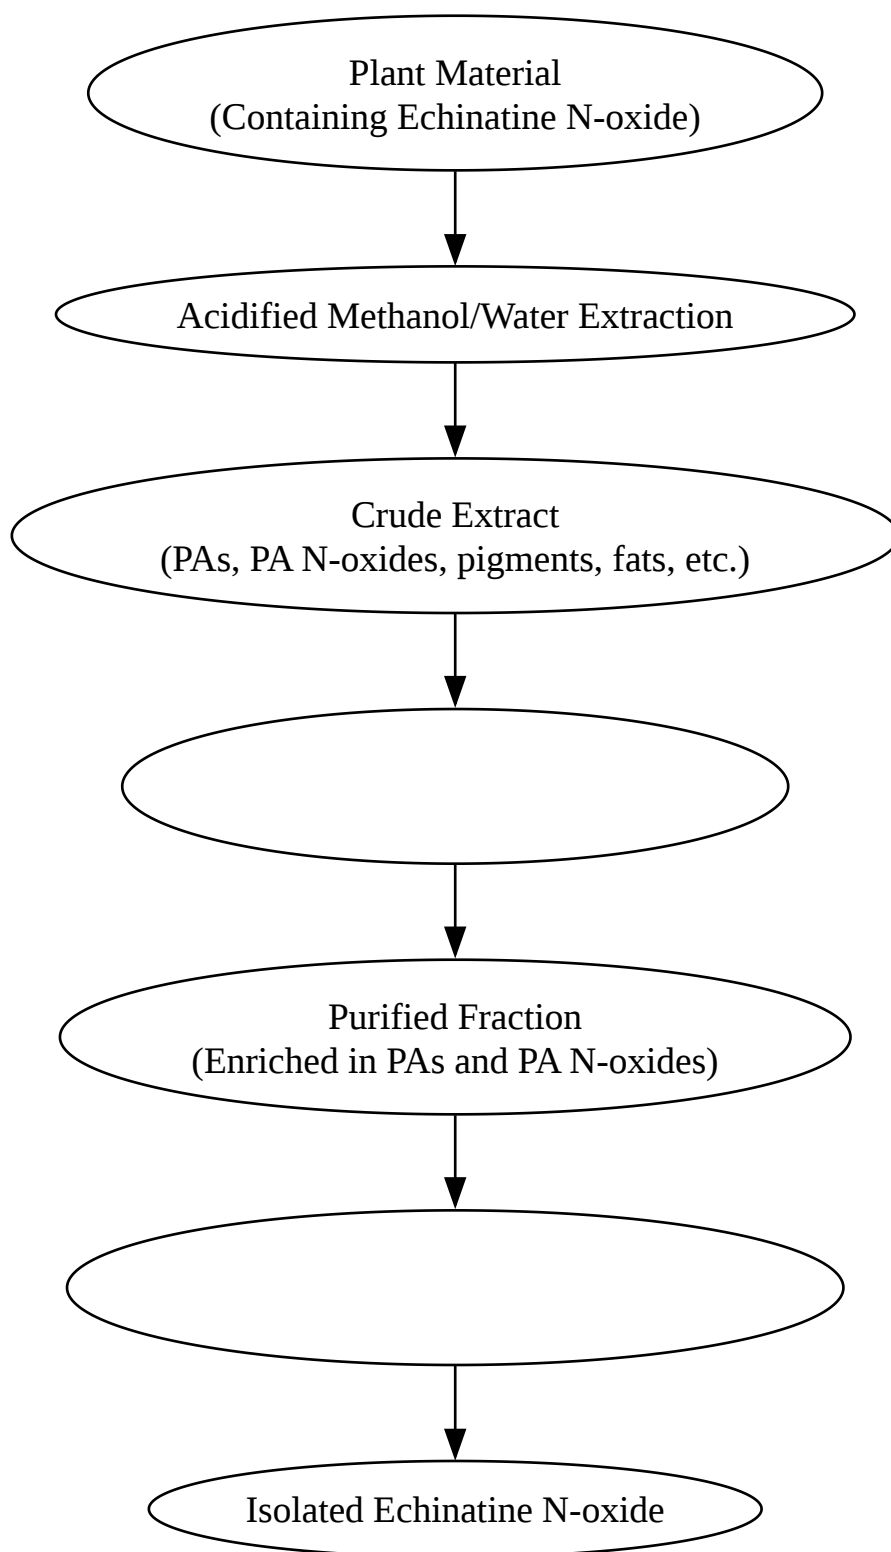 Plant Material
(Containing Echinatine N-oxide)
Acidified Methanol/Water Extraction
Crude Extract
(PAs, PA N-oxides, pigments, fats, etc.)
Purified Fraction
(Enriched in PAs and PA N-oxides)
Isolated Echinatine N-oxide